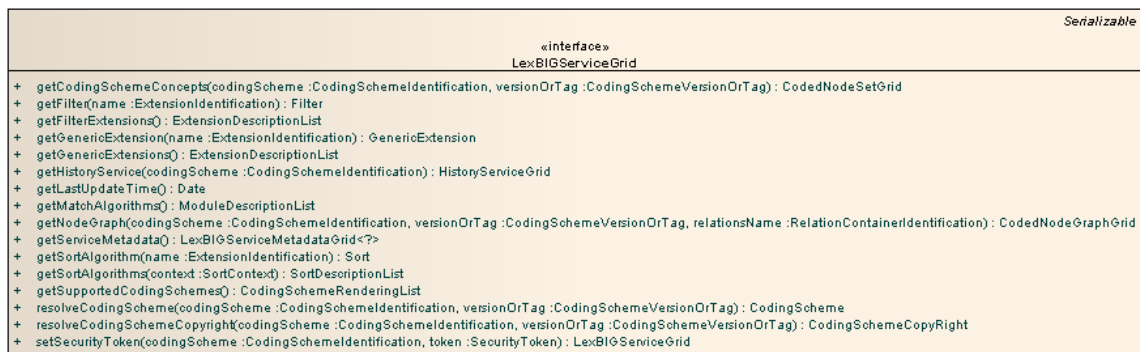 Serializable
«interface»
LexBIGServiceGrid
+ getCodingSchemeConcepts(codingScheme :CodingSchemeIdentification, versionOrTag :CodingSchemeVersionOrTag) : CodedNodeSetGrid
+ getFilter(name :ExtensionIdentification) : Filter
+ getFilterExtensions() : ExtensionDescriptionList
+ getGenericExtension(name :ExtensionIdentification) : GenericExtension
+ getGenericExtensions() : ExtensionDescriptionList
+ getHistoryService(codingScheme :CodingSchemeIdentification) : HistoryServiceGrid
+ getLastUpdateTime() : Date
+ getMatchAlgorithms() : ModuleDescriptionList
+ getNodeGraph(codingScheme :CodingSchemeIdentification, versionOrTag :CodingSchemeVersionOrTag, relationsName :RelationContainerIdentification) : CodedNodeGraphGrid
+ getServiceMetadata() : LexBIGServiceMetadataGrid<?>
+ getSortAlgorithm(name :ExtensionIdentification) : Sort
+ getSortAlgorithms(context :SortContext) : SortDescriptionList
+ getSupportedCodingSchemes() : CodingSchemeRenderingList
+ resolveCodingScheme(codingScheme :CodingSchemeIdentification, versionOrTag :CodingSchemeVersionOrTag) : CodingScheme
+ resolveCodingSchemeCopyright(codingScheme :CodingSchemeIdentification, versionOrTag :CodingSchemeVersionOrTag) : CodingSchemeCopyRight
+ setSecurityToken(codingScheme :CodingSchemeIdentification, token :SecurityToken) : LexBIGServiceGrid